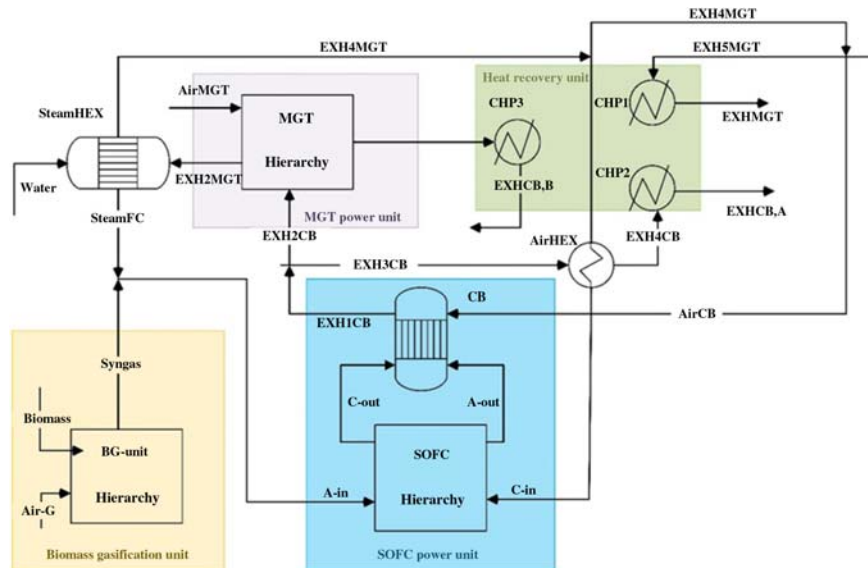 EXH4MGT
EXH4MGT
EXH5MGT
Heat recovery unit
AirMGT
SteamHEX
MGT
CHP3
CHP1
EXHMGT
Hierarchy
EXH2MGT
EXHCB,B
CHP2
Water
EXHCB,A
SteamFC
MGT power unit
EXH2CB
AirHEX
EXH4CB
EXH3CB
CB
EXH1CB
AirCB
Syngas
C-out
A-out
Biomass
BG-unit
SOFC
Hierarchy
A-in
Hierarchy
C-in
Air-G
Biomass gasification unit
SOFC power unit